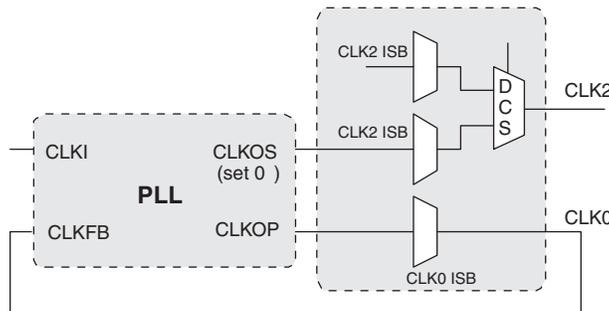 CLK2 ISB
D
C
S
CLK2
CLK2 ISB
CLKI
CLKOS
(set 0 )
PLL
CLKFB
CLKOP
CLK0
CLK0 ISB